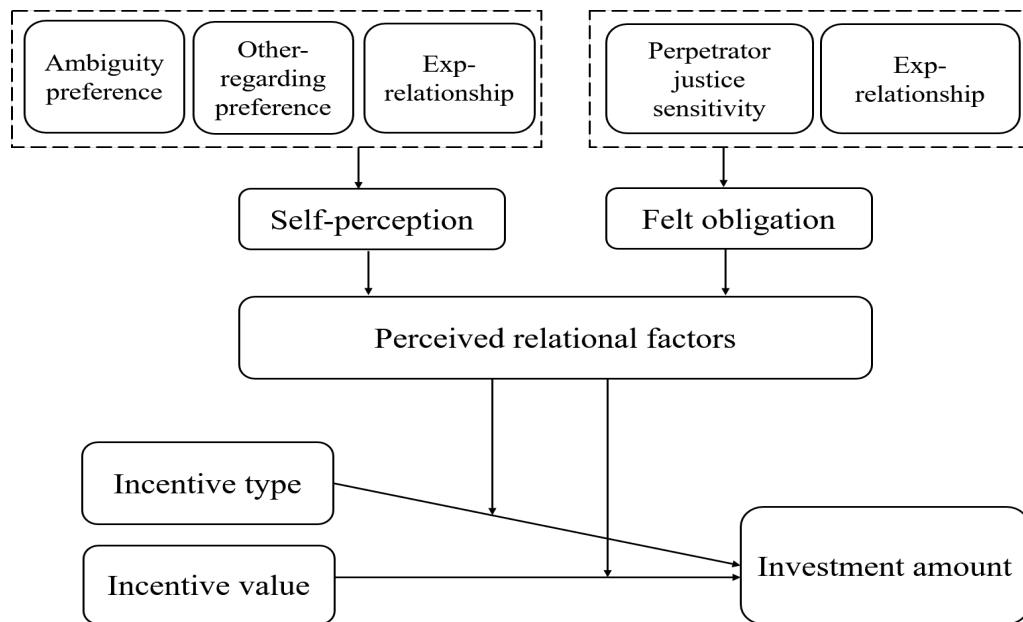 Ambiguity
preference
Other-
regarding
preference
Exp-
relationship
Perpetrator
justice
sensitivity
Exp-
relationship
Self-perception
Felt obligation
Perceived relational factors
Incentive type
Incentive value
Investment amount